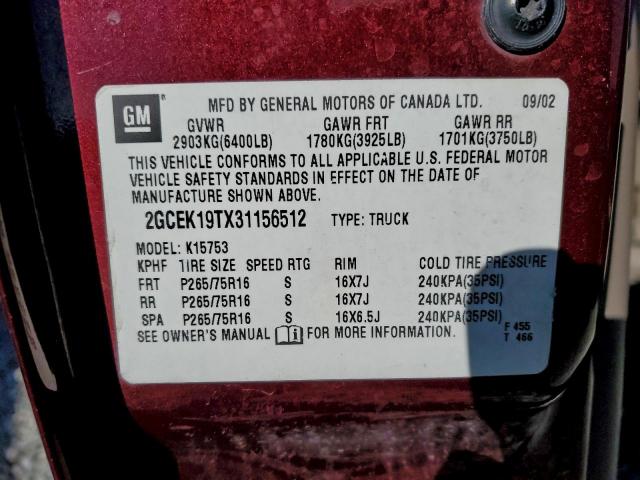 GM ® MFD BY GENERAL MOTORS OF CANADA LTD. 09/02
GVWR GAWR FRT GAWR RR
2903KG(6400LB) 1780KG(3925LB) 1701KG(3750LB)
THIS VEHICLE CONFORMS TO ALL APPLICABLE U.S. FEDERAL MOTOR
VEHICLE SAFETY STANDARDS IN EFFECT ON THE DATE OF
MANUFACTURE SHOWN ABOVE.
2GCEK19TX31156512 TYPE: TRUCK
MODEL: K15753
KPHF TIRE SIZE SPEED RTG RIM COLD TIRE PRESSURE
FRT P265/75R16 S 16X7J 240KPA(35PSI)
RR P265/75R16 S 16X7J 240KPA(35PSI)
SPA P265/75R16 S 16X6.5J 240KPA(35PSI)
SEE OWNER'S MANUAL FOR MORE INFORMATION.
F 455
T 466